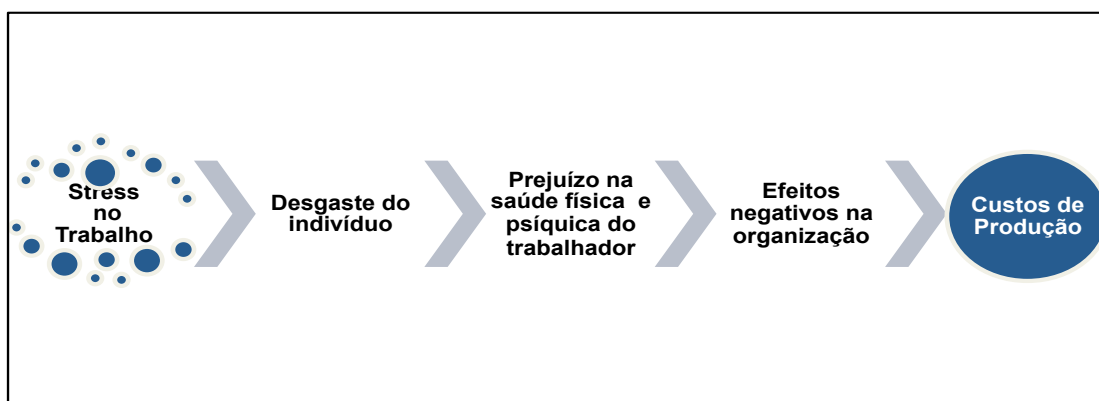 Stress
no
Trabalho
Desgaste do
indivíduo
Prejuízo na
saúde física e
psíquica do
trabalhador
Efeitos
negativos na
organização
Custos de
Produção